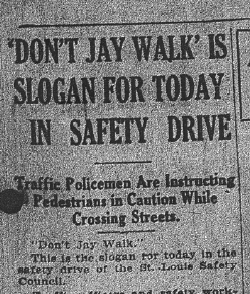 'DON'T JAY WALK' IS
SLOGAN FOR TODAY
IN SAFETY DRIVE
Traffic Policemen Are Instructing
Pedestrians in Caution While
Crossing Streets.
"Don't Jay Walk."
This is the slogan for today in the
safety drive of the St. Louis Safety
Council.